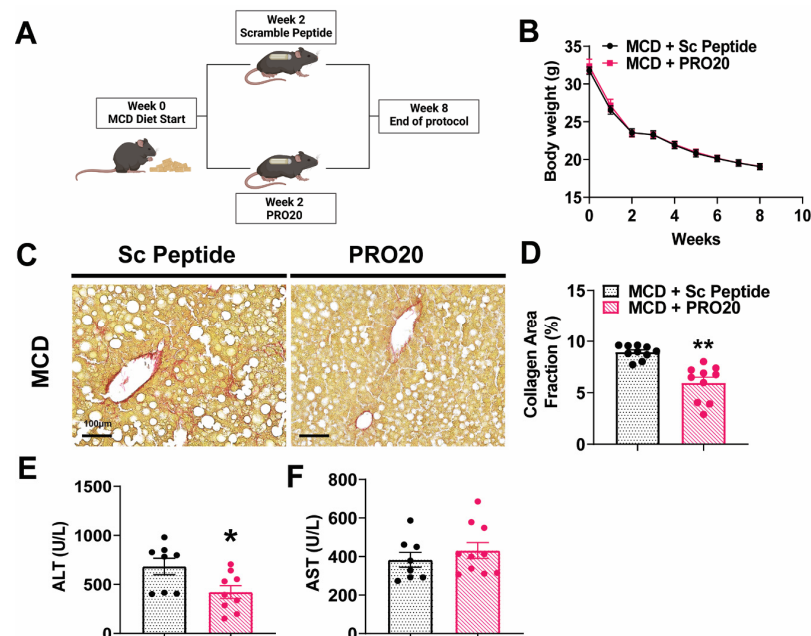 A
Week 2
Scramble Peptide
Week 0
MCD Diet Start
Week 8
End of protocol
Week 2
PRO20
B
MCD + Sc Peptide
MCD + PRO20
Body weight (g)
35
30
25
20
15
0 2 4 6 8 10
Weeks
C
Sc Peptide PRO20
MCD
100μm
D
MCD + Sc Peptide
MCD + PRO20
Collagen Area
Fraction (%)
15
10
5
0
**
E
ALT (U/L)
1500
1000
500
0
*
F
AST (U/L)
800
600
400
200
0